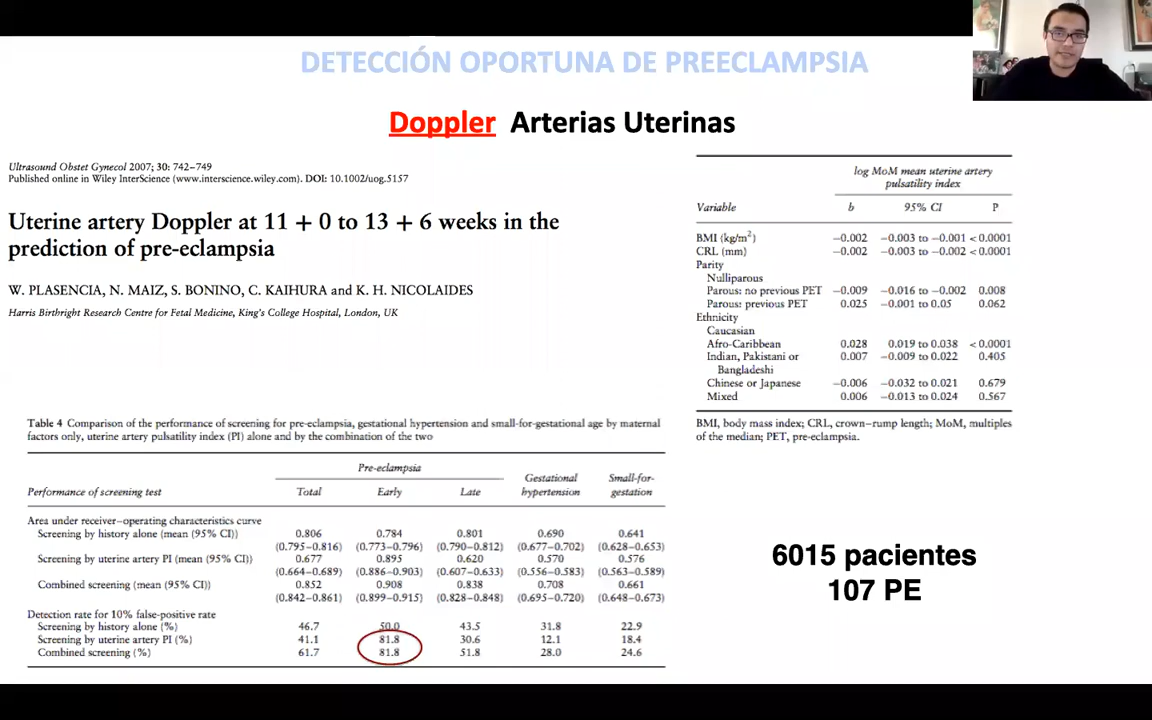 DETECCIÓN OPORTUNA DE PREECLAMPSIA
Doppler Arterias Uterinas
Ultrasound Obstet Gynecol 2007; 30: 742–749
Published online in Wiley InterScience (www.interscience.wiley.com). DOI: 10.1002/uog.5157
Uterine artery Doppler at 11 + 0 to 13 + 6 weeks in the
prediction of pre-eclampsia
W. PLASENCIA, N. MAIZ, S. BONINO, C. KAIHURA and K. H. NICOLAIDES
Harris Birthright Research Centre for Fetal Medicine, King's College Hospital, London, UK
log MoM mean uterine artery
pulsatility index
Variable b 95% CI P
BMI (kg/m²) −0.002 −0.003 to −0.001 < 0.0001
CRL (mm) −0.002 −0.003 to −0.002 < 0.0001
Parity
Nulliparous
Parous: no previous PET −0.009 −0.016 to −0.002 0.008
Parous: previous PET 0.025 −0.001 to 0.05 0.062
Ethnicity
Caucasian
Afro-Caribbean 0.028 0.019 to 0.038 < 0.0001
Indian, Pakistani or 0.007 −0.009 to 0.022 0.405
Bangladeshi
Chinese or Japanese −0.006 −0.032 to 0.021 0.679
Mixed 0.006 −0.013 to 0.024 0.567
BMI, body mass index; CRL, crown–rump length; MoM, multiples
of the median; PET, pre-eclampsia.
Table 4 Comparison of the performance of screening for pre-eclampsia, gestational hypertension and small-for-gestational age by maternal
factors only, uterine artery pulsatility index (PI) alone and by the combination of the two
Pre-eclampsia
Gestational Small-for-
Performance of screening test Total Early Late hypertension gestation
Area under receiver–operating characteristics curve
Screening by history alone (mean (95% CI)) 0.806 0.784 0.801 0.690 0.641
(0.795–0.816) (0.773–0.796) (0.790–0.812) (0.677–0.702) (0.628–0.653)
Screening by uterine artery PI (mean (95% CI)) 0.677 0.895 0.620 0.570 0.576
(0.664–0.689) (0.886–0.903) (0.607–0.633) (0.556–0.583) (0.563–0.589)
Combined screening (mean (95% CI)) 0.852 0.908 0.838 0.708 0.661
(0.842–0.861) (0.899–0.915) (0.828–0.848) (0.695–0.720) (0.648–0.673)
Detection rate for 10% false-positive rate
Screening by history alone (%) 46.7 50.0 43.5 31.8 22.9
Screening by uterine artery PI (%) 41.1 81.8 30.6 12.1 18.4
Combined screening (%) 61.7 81.8 51.8 28.0 24.6
6015 pacientes
107 PE